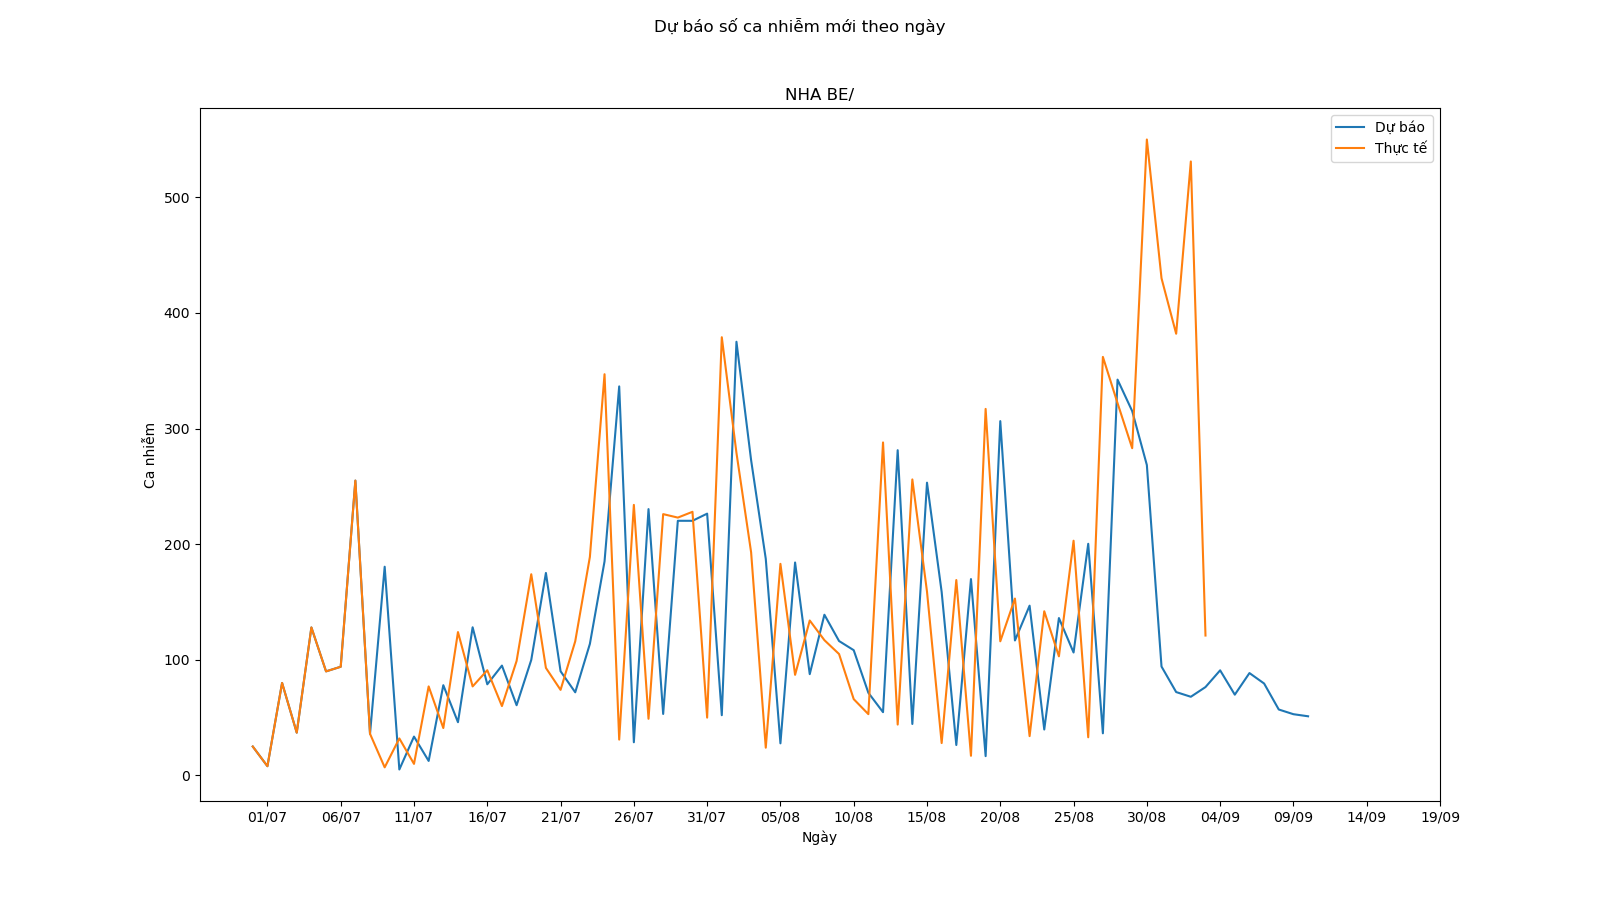 Dự báo số ca nhiễm mới theo ngày
NHA BE/
Dự báo
Thực tế
Ca nhiễm
500
400
300
200
100
0
01/07 06/07 11/07 16/07 21/07 26/07 31/07 05/08 10/08 15/08 20/08 25/08 30/08 04/09 09/09 14/09 19/09
Ngày